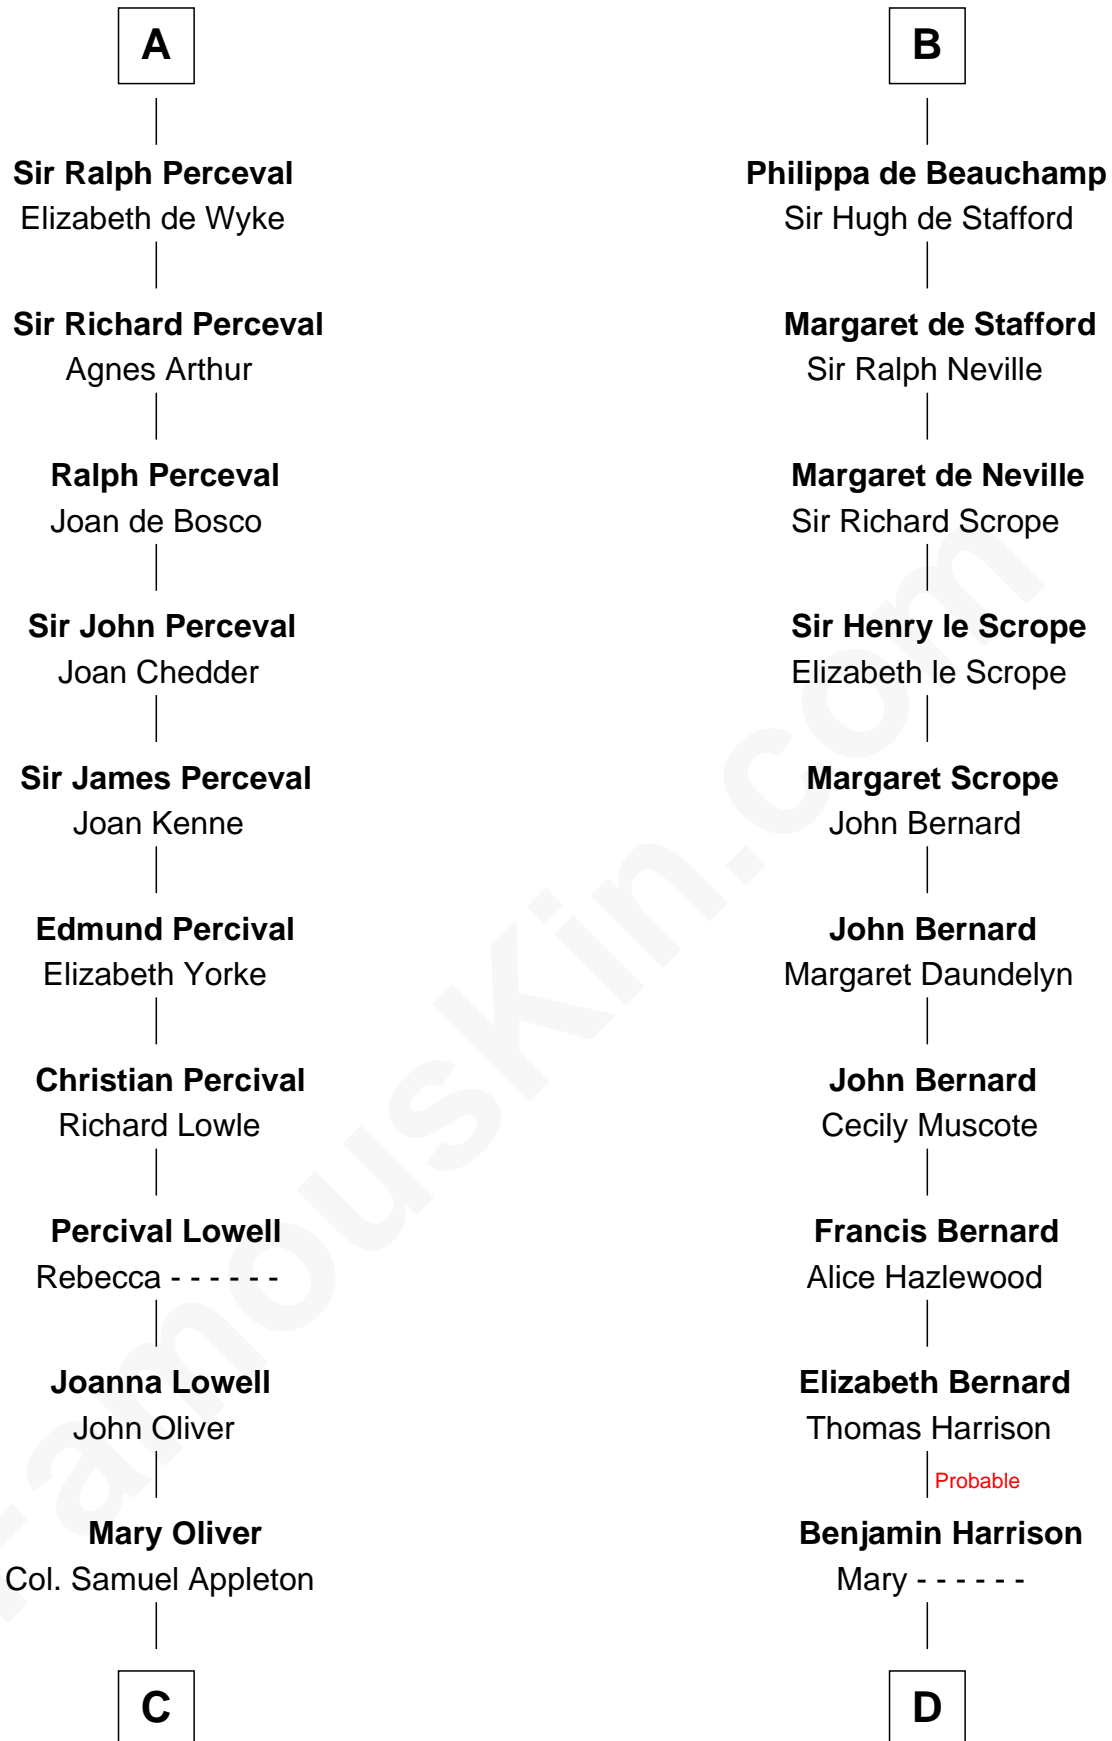 A
Sir Ralph Perceval
Elizabeth de Wyke
Sir Richard Perceval
Agnes Arthur
Ralph Perceval
Joan de Bosco
Sir John Perceval
Joan Chedder
Sir James Perceval
Joan Kenne
Edmund Percival
Elizabeth Yorke
Christian Percival
Richard Lowle
Percival Lowell
Rebecca - - - - - -
Joanna Lowell
John Oliver
Mary Oliver
Col. Samuel Appleton
C
B
Philippa de Beauchamp
Sir Hugh de Stafford
Margaret de Stafford
Sir Ralph Neville
Margaret de Neville
Sir Richard Scrope
Sir Henry le Scrope
Elizabeth le Scrope
Margaret Scrope
John Bernard
John Bernard
Margaret Daundelyn
John Bernard
Cecily Muscote
Francis Bernard
Alice Hazlewood
Elizabeth Bernard
Thomas Harrison
Probable
Benjamin Harrison
Mary - - - - - -
D
FamousKin.com